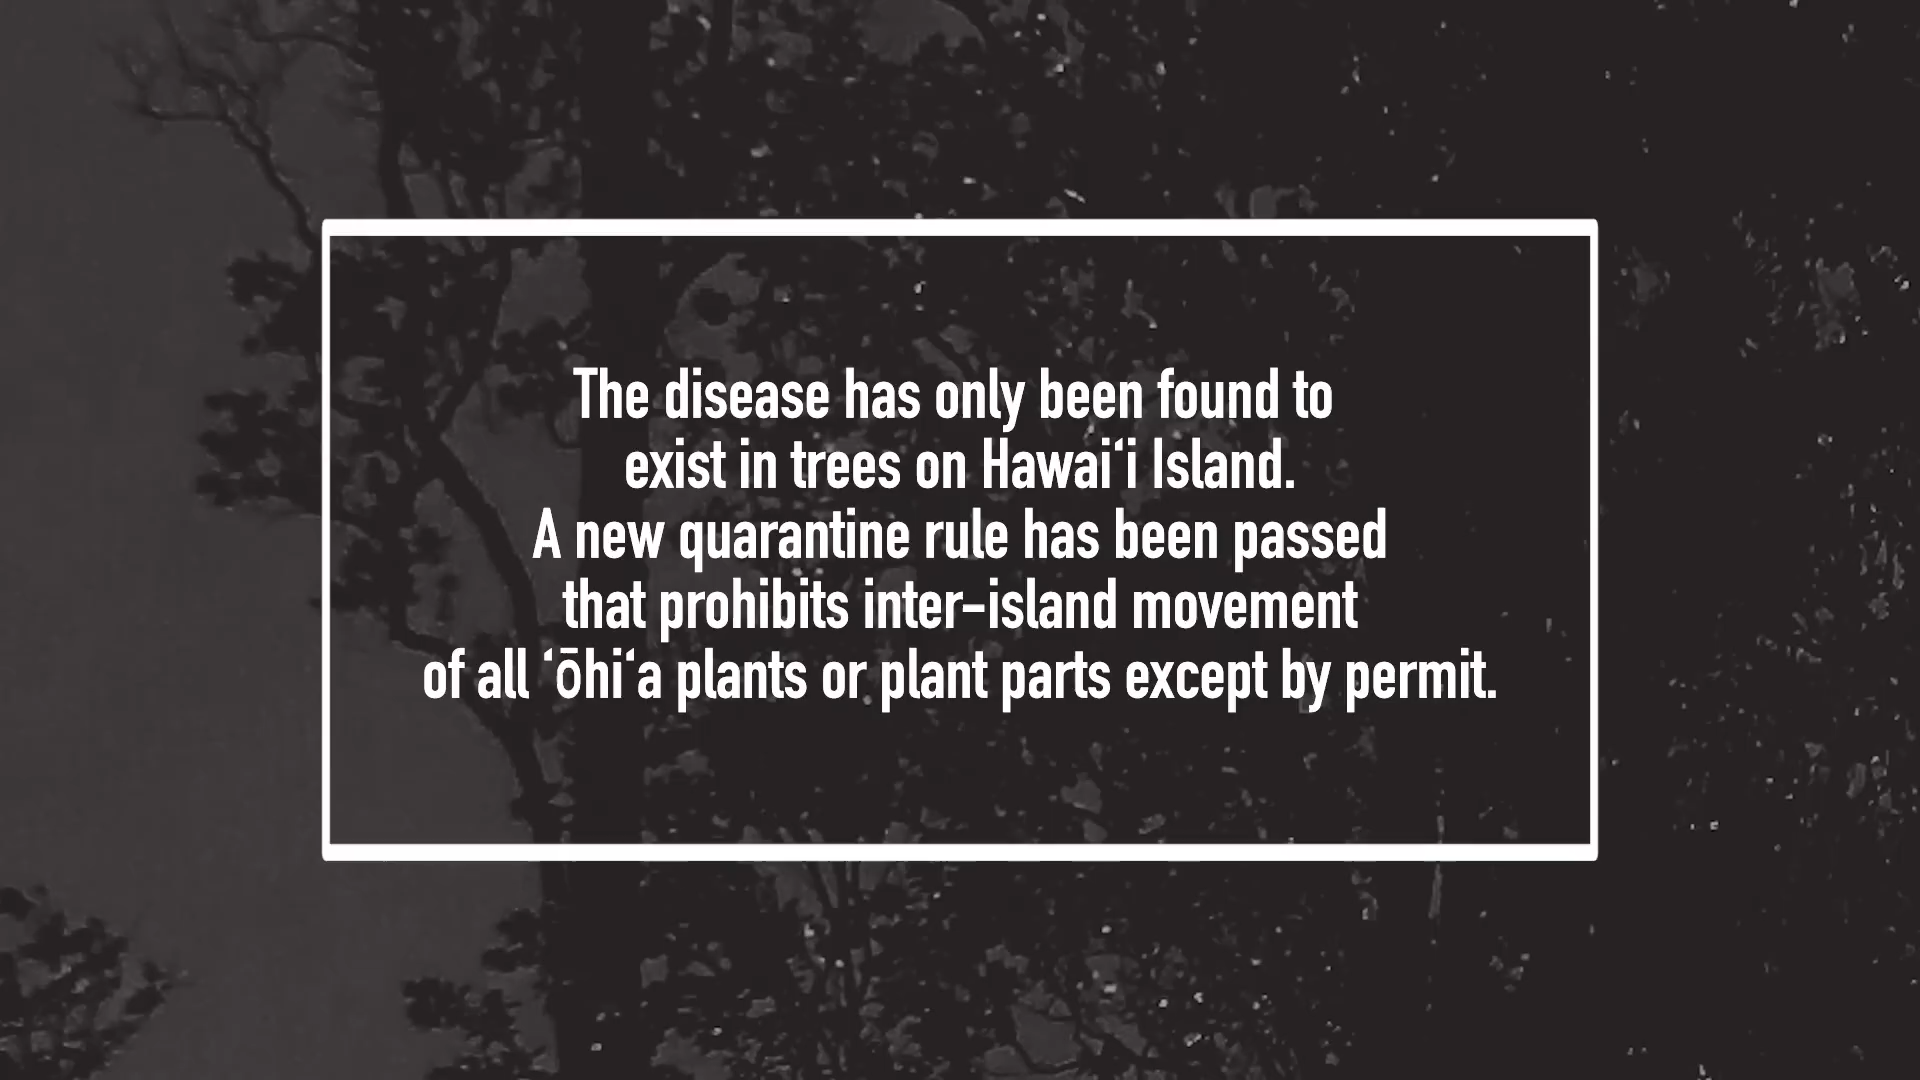 The disease has only been found to
exist in trees on Hawaiʻi Island.
A new quarantine rule has been passed
that prohibits inter-island movement
of all ʻōhiʻa plants or plant parts except by permit.